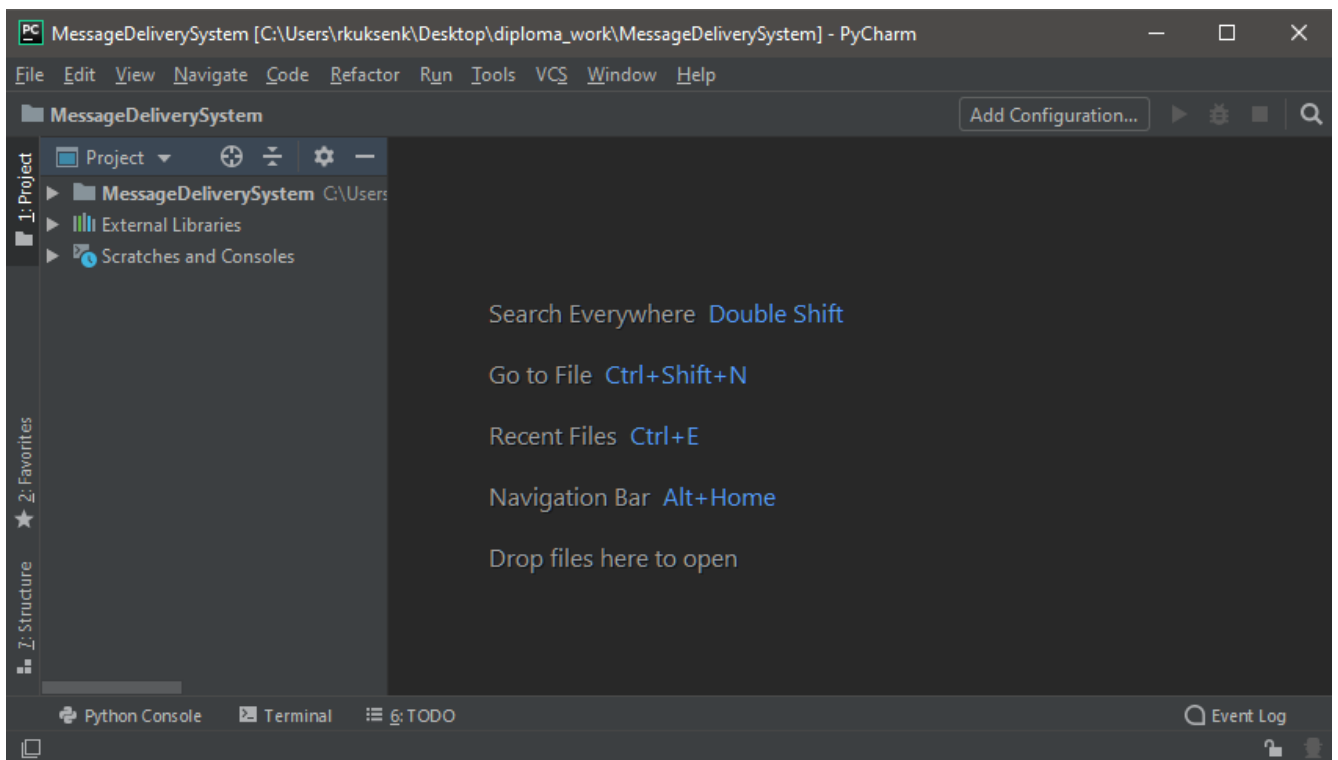 PC MessageDeliverySystem [C:\Users\rkuksenk\Desktop\diploma_work\MessageDeliverySystem] - PyCharm
File Edit View Navigate Code Refactor Run Tools VCS Window Help
MessageDeliverySystem Add Configuration...
1: Project
Project
MessageDeliverySystem C:\Users
External Libraries
Scratches and Consoles
Search Everywhere Double Shift
Go to File Ctrl+Shift+N
Recent Files Ctrl+E
Navigation Bar Alt+Home
Drop files here to open
2: Favorites
7: Structure
Python Console Terminal 6: TODO Event Log